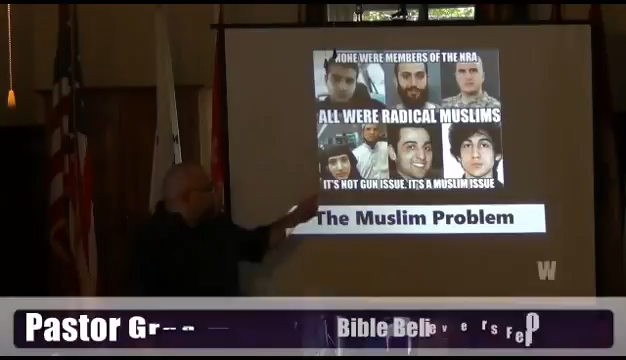 NONE WERE MEMBERS OF THE NRA,
ALL WERE RADICAL MUSLIMS
IT'S NOT GUN ISSUE. IT'S A MUSLIM ISSUE
The Muslim Problem
W
Pastor
Bible Believers